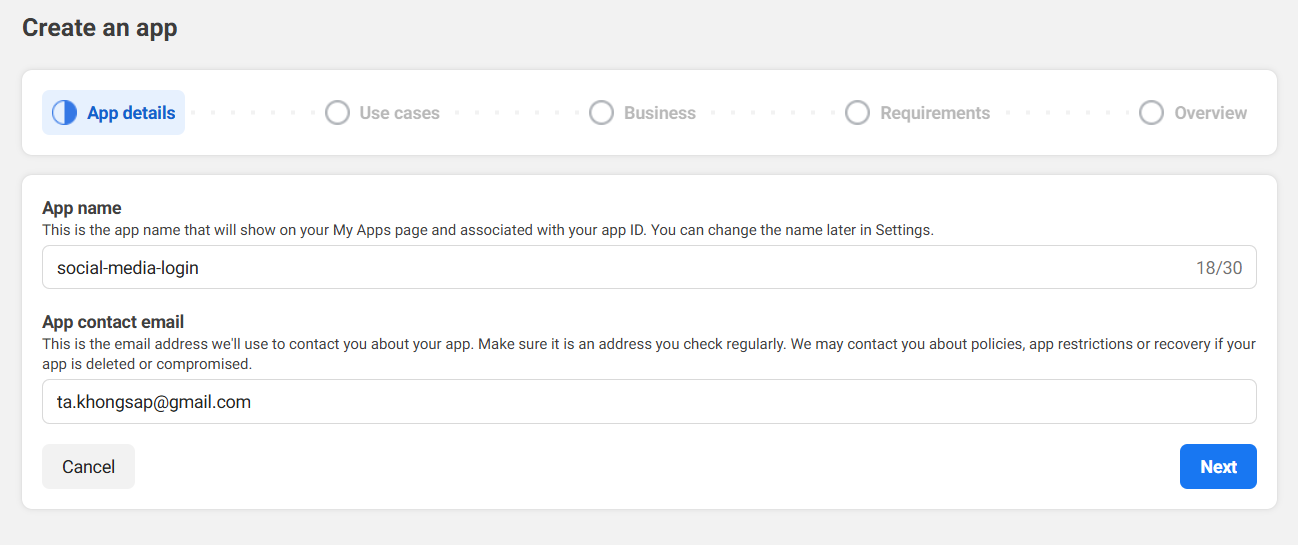 Create an app
App details
Use cases
Business
Requirements
Overview
App name
This is the app name that will show on your My Apps page and associated with your app ID. You can change the name later in Settings.
social-media-login
18/30
App contact email
This is the email address we'll use to contact you about your app. Make sure it is an address you check regularly. We may contact you about policies, app restrictions or recovery if your
app is deleted or compromised.
ta.khongsap@gmail.com
Cancel
Next